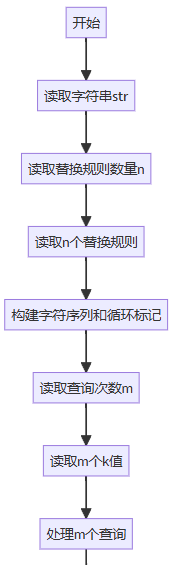 开始
读取字符串str
读取替换规则数量n
读取n个替换规则
构建字符序列和循环标记
读取查询次数m
读取m个k值
处理m个查询